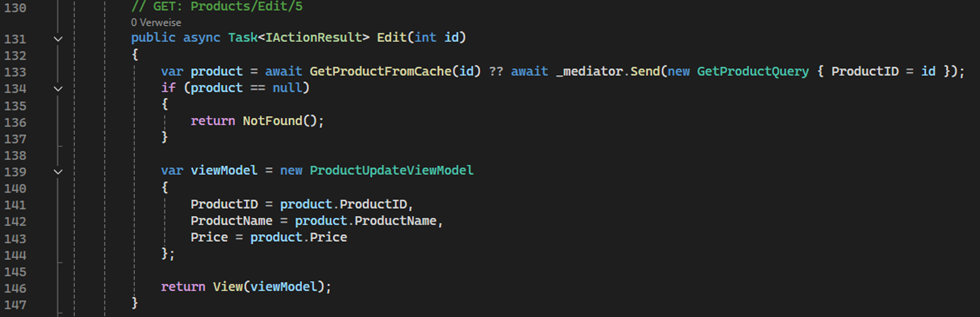 130 // GET: Products/Edit/5
0 Verweise
131 public async Task<IActionResult> Edit(int id)
132 {
133 var product = await GetProductFromCache(id) ?? await _mediator.Send(new GetProductQuery { ProductID = id });
134 if (product == null)
135 {
136 return NotFound();
137 }
138
139 var viewModel = new ProductUpdateViewModel
140 {
141 ProductID = product.ProductID,
142 ProductName = product.ProductName,
143 Price = product.Price
144 };
145
146 return View(viewModel);
147 }